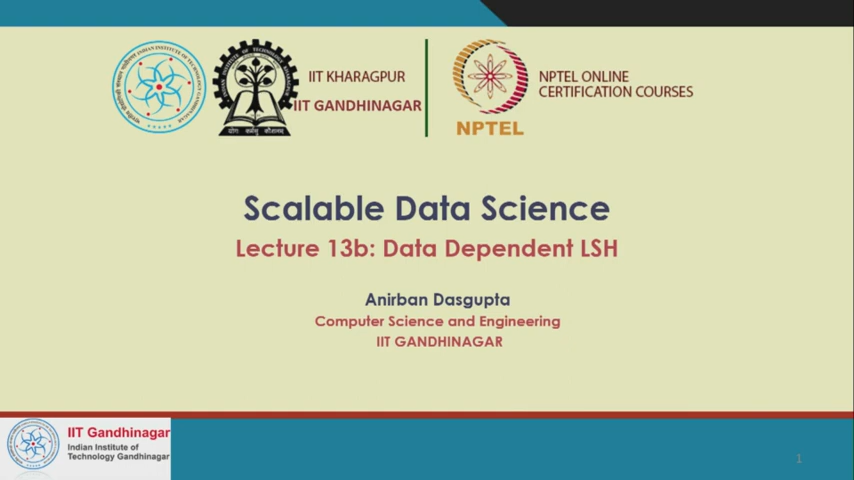 IIT KHARAGPUR
IIT GANDHINAGAR
NPTEL
NPTEL ONLINE
CERTIFICATION COURSES
Scalable Data Science
Lecture 13b: Data Dependent LSH
Anirban Dasgupta
Computer Science and Engineering
IIT GANDHINAGAR
IIT Gandhinagar
Indian Institute of
Technology Gandhinagar
1